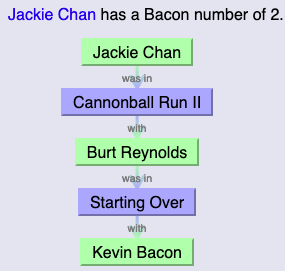 Jackie Chan has a Bacon number of 2.
Jackie Chan
was in
Cannonball Run II
with
Burt Reynolds
was in
Starting Over
with
Kevin Bacon